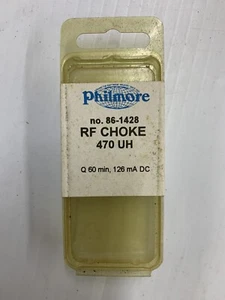 Philmore
no. 86-1428
RF CHOKE
470 UH
Q 60 min, 126 mA DC